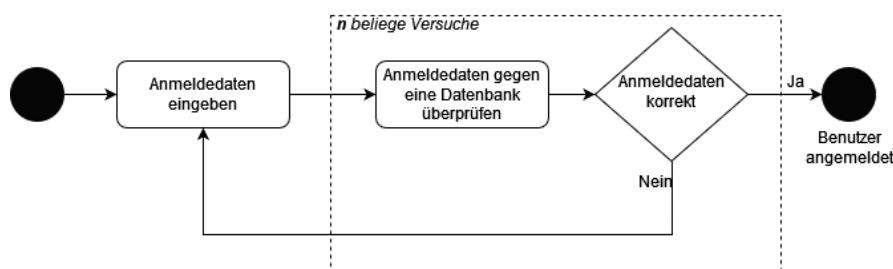 n beliege Versuche
Anmeldedaten
eingeben
Anmeldedaten gegen
eine Datenbank
überprüfen
Anmeldedaten
korrekt
Ja
Benutzer
angemeldet
Nein